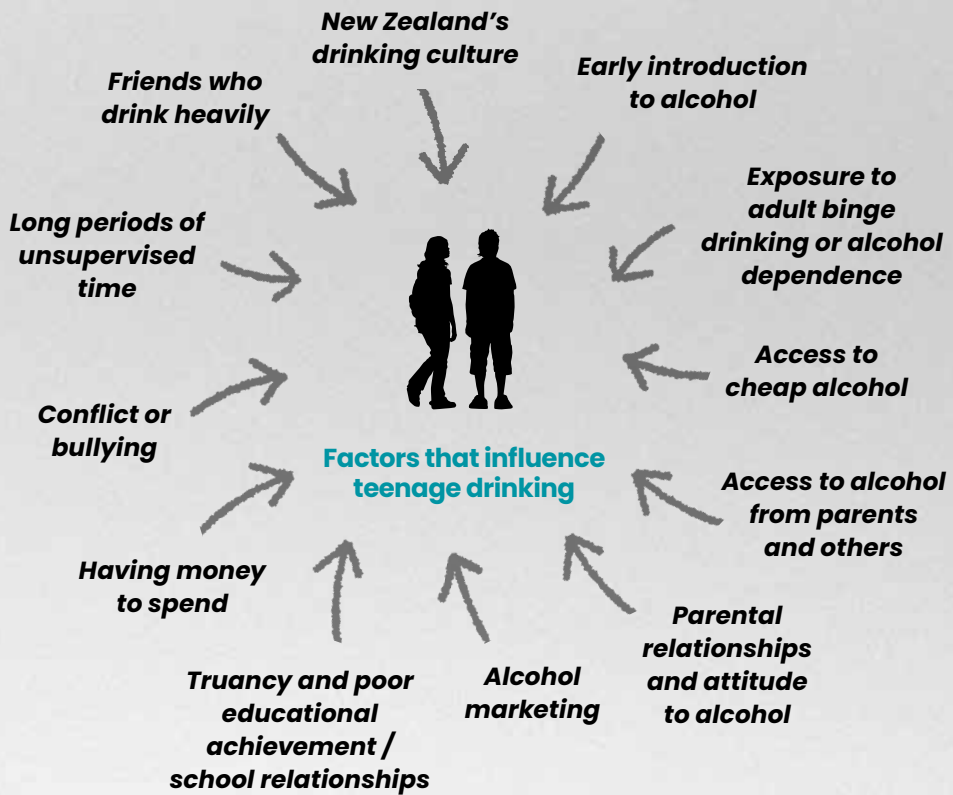 New Zealand's
drinking culture
Early introduction
to alcohol
Exposure to
adult binge
drinking or alcohol
dependence
Access to
cheap alcohol
Access to alcohol
from parents
and others
Parental
relationships
and attitude
to alcohol
Alcohol
marketing
Truancy and poor
educational
achievement /
school relationships
Having money
to spend
Conflict or
bullying
Long periods of
unsupervised
time
Friends who
drink heavily
Factors that influence
teenage drinking